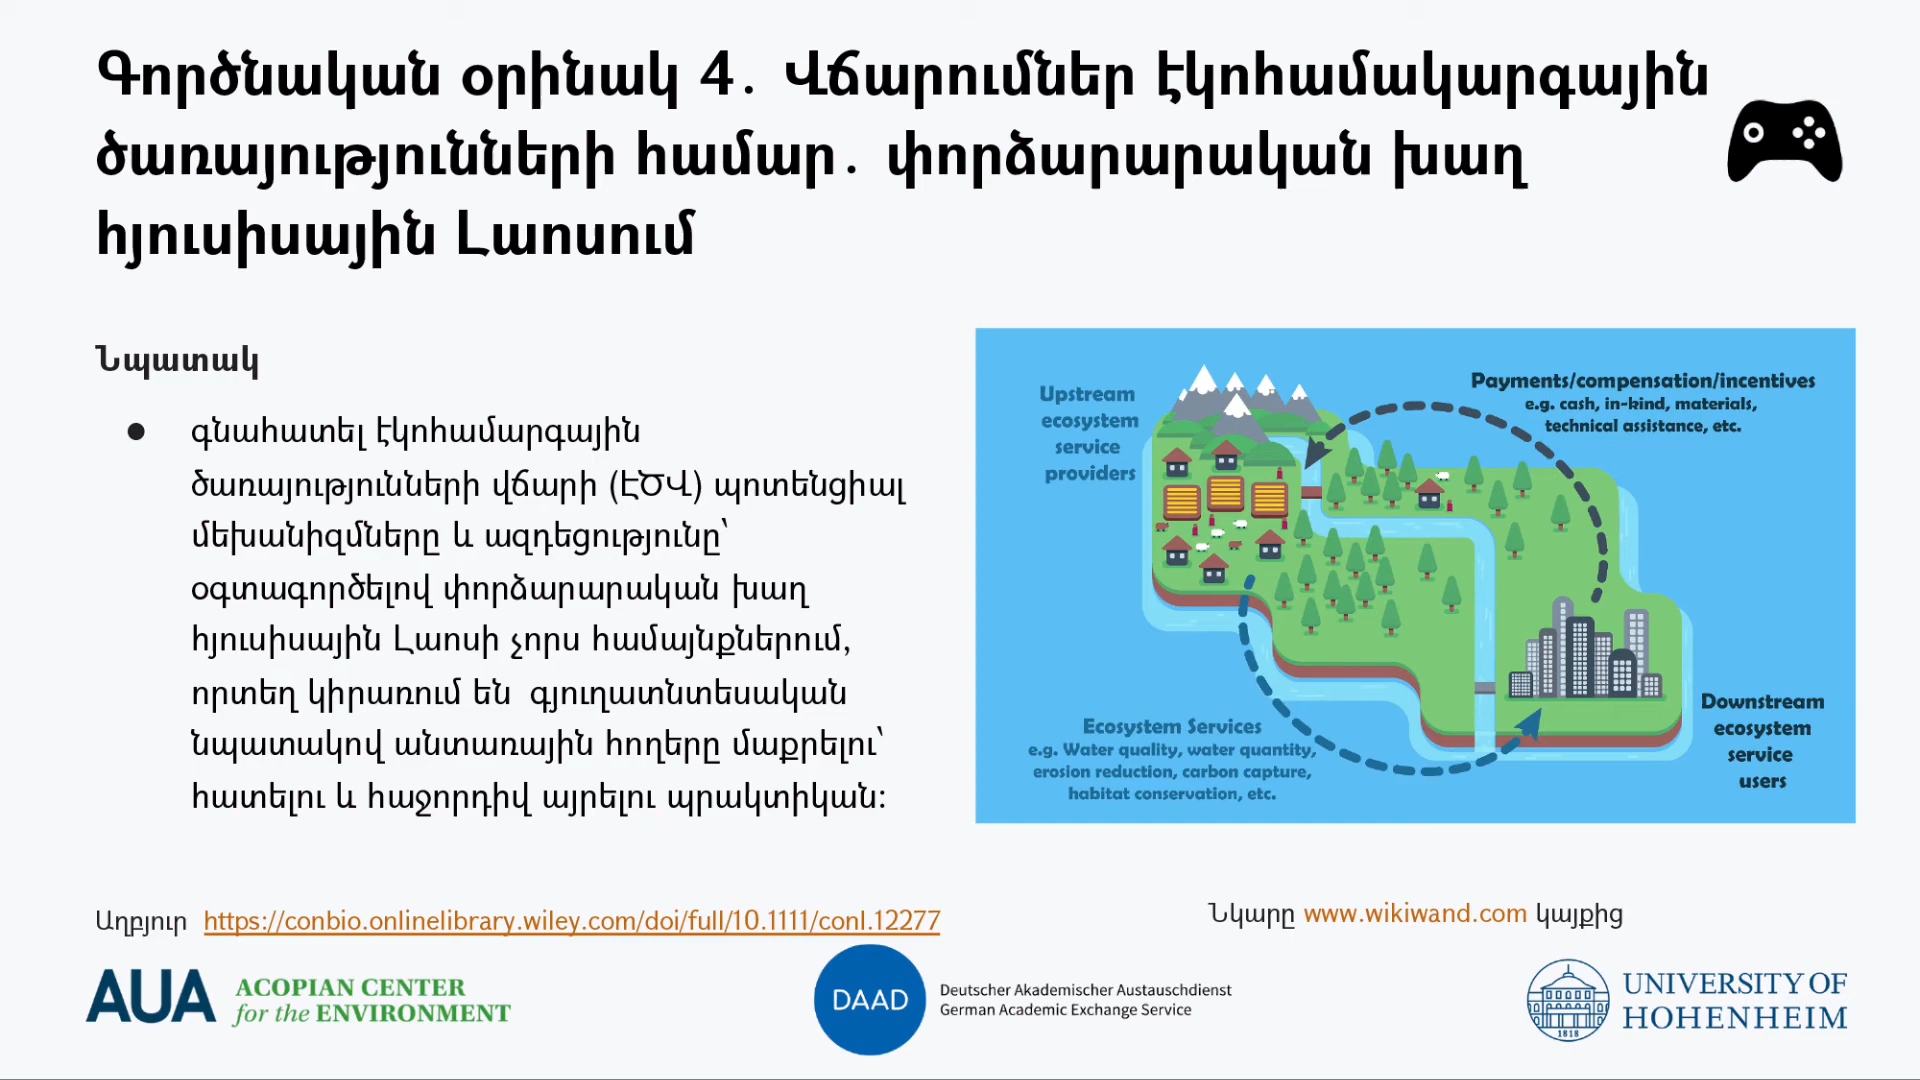 Գործնական օրինակ 4․ Վճարումներ էկոհամակարգային
ծառայությունների համար․ փորձարարական խաղ
հյուսիսային Լաոսում
Նպատակ
● գնահատել էկոհամարգային
ծառայությունների վճարի (ԷԾՎ) պոտենցիալ
մեխանիզմները և ազդեցությունը՝
օգտագործելով փորձարարական խաղ
հյուսիսային Լաոսի չորս համայնքներում,
որտեղ կիրառում են գյուղատնտեսական
նպատակով անտառային հողերը մաքրելու՝
հատելու և հաջորդիվ այրելու պրակտիկան։
Upstream
ecosystem
service
providers
Payments/compensation/incentives
e.g. cash, in-kind, materials,
technical assistance, etc.
Ecosystem Services
e.g. Water quality, water quantity,
erosion reduction, carbon capture,
habitat conservation, etc.
Downstream
ecosystem
service
users
Աղբյուր https://conbio.onlinelibrary.wiley.com/doi/full/10.1111/conl.12277
Նկարը www.wikiwand.com կայքից
AUA ACOPIAN CENTER
for the ENVIRONMENT
DAAD
Deutscher Akademischer Austauschdienst
German Academic Exchange Service
1818
UNIVERSITY OF
HOHENHEIM